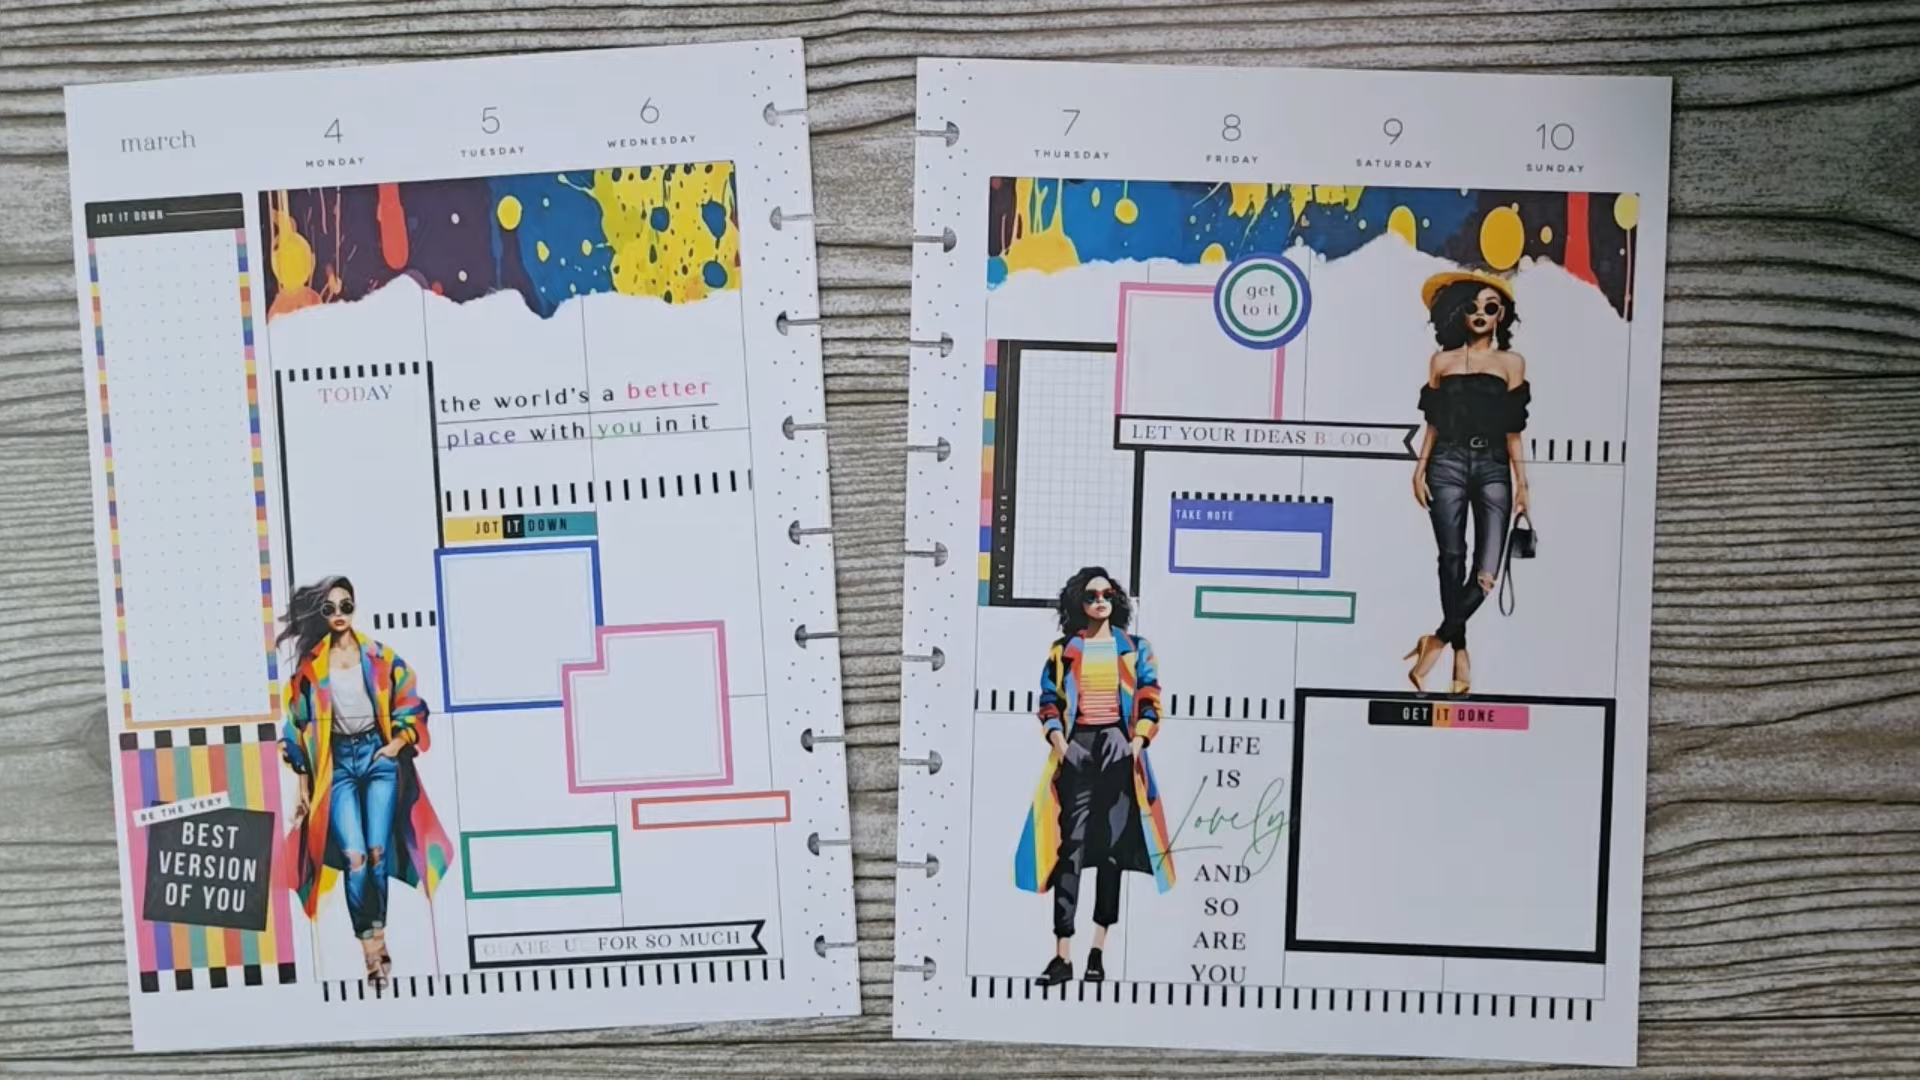 march
4
MONDAY
5
TUESDAY
6
WEDNESDAY
JOT IT DOWN
TODAY
the world's a better
place with you in it
JOT IT DOWN
BE THE VERY
BEST
VERSION
OF YOU
FOR SO MUCH
7
THURSDAY
8
FRIDAY
9
SATURDAY
10
SUNDAY
get
to it
LET YOUR IDEAS
JUST A NOTE
TAKE NOTE
GET IT DONE
LIFE
IS
Lovely
AND
SO
ARE
YOU